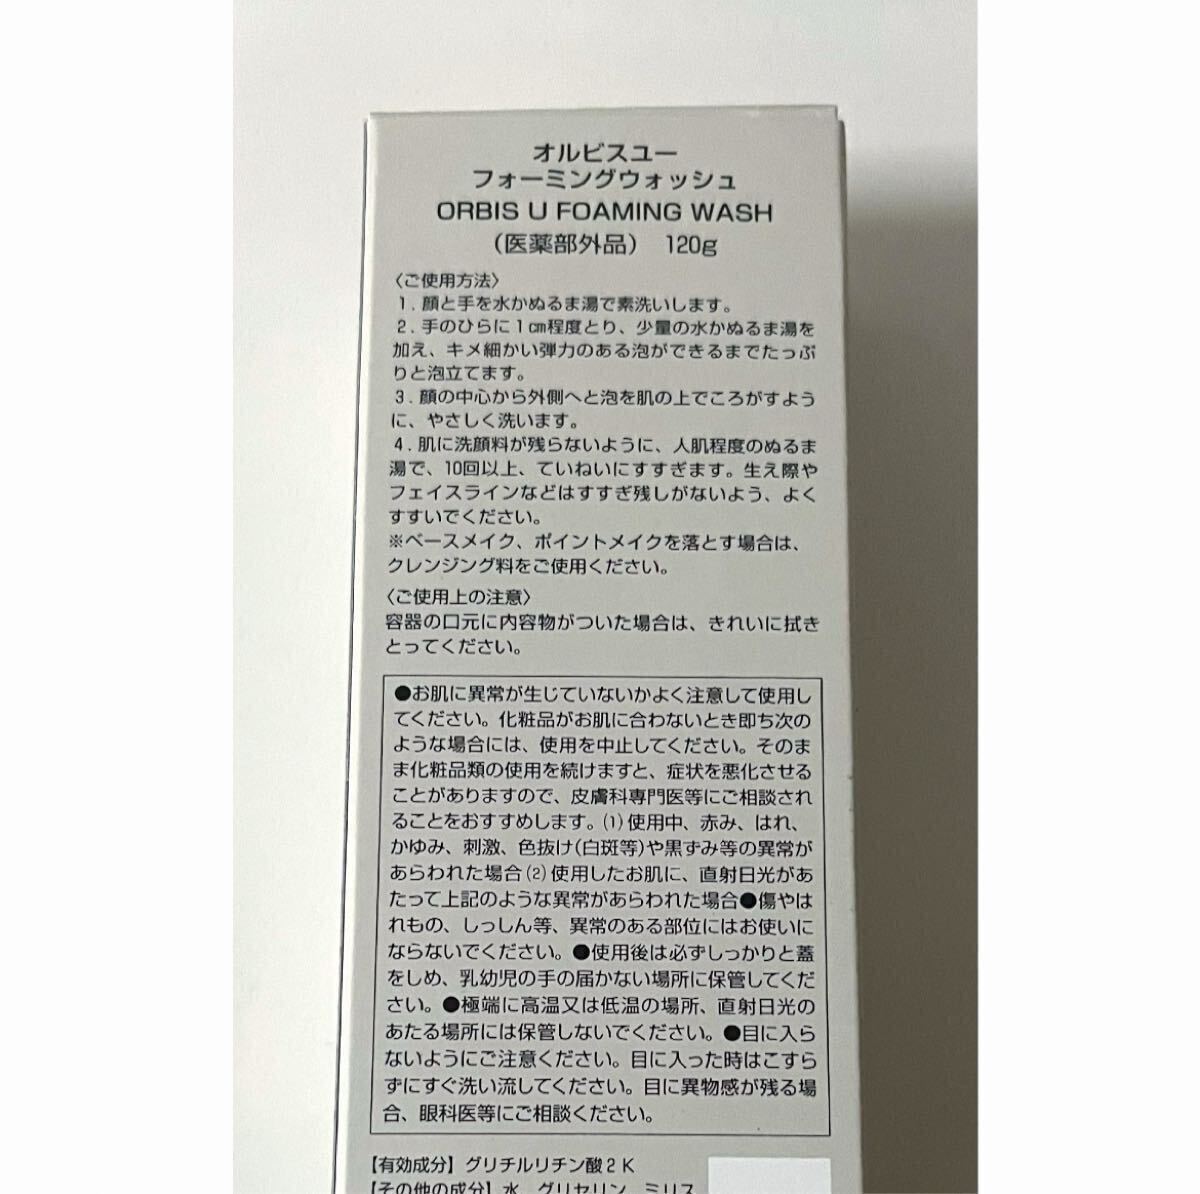 オルビスユー
フォーミングウォッシュ
ORBIS U FOAMING WASH
(医薬部外品) 120g
〈ご使用方法〉
1．顔と手を水かぬるま湯で素洗いします。
2．手のひらに1㎝程度とり、少量の水かぬるま湯を
加え、キメ細かい弾力のある泡ができるまでたっぷ
りと泡立てます。
3．顔の中心から外側へと泡を肌の上でころがすよう
に、やさしく洗います。
4．肌に洗顔料が残らないように、人肌程度のぬるま
湯で、10回以上、ていねいにすすぎます。生え際や
フェイスラインなどはすすぎ残しがないよう、よく
すすいでください。
※ベースメイク、ポイントメイクを落とす場合は、
クレンジング料をご使用ください。
〈ご使用上の注意〉
容器の口元に内容物がついた場合は、きれいに拭き
とってください。
●お肌に異常が生じていないかよく注意して使用し
てください。化粧品がお肌に合わないとき即ち次の
ような場合には、使用を中止してください。そのま
ま化粧品類の使用を続けますと、症状を悪化させる
ことがありますので、皮膚科専門医等にご相談され
ることをおすすめします。(1)使用中、赤み、はれ、
かゆみ、刺激、色抜け(白斑等)や黒ずみ等の異常が
あらわれた場合(2)使用したお肌に、直射日光があ
たって上記のような異常があらわれた場合●傷やは
れもの、しっしん等、異常のある部位にはお使いに
ならないでください。●使用後は必ずしっかりと蓋
をしめ、乳幼児の手の届かない場所に保管してくだ
さい。●極端に高温又は低温の場所、直射日光の
あたる場所には保管しないでください。●目に入ら
ないようにご注意ください。目に入った時はこすら
ずにすぐ洗い流してください。目に異物感が残る場
合、眼科医等にご相談ください。
【有効成分】グリチルリチン酸2K
【その他の成分】水、グリセリン、ミリス